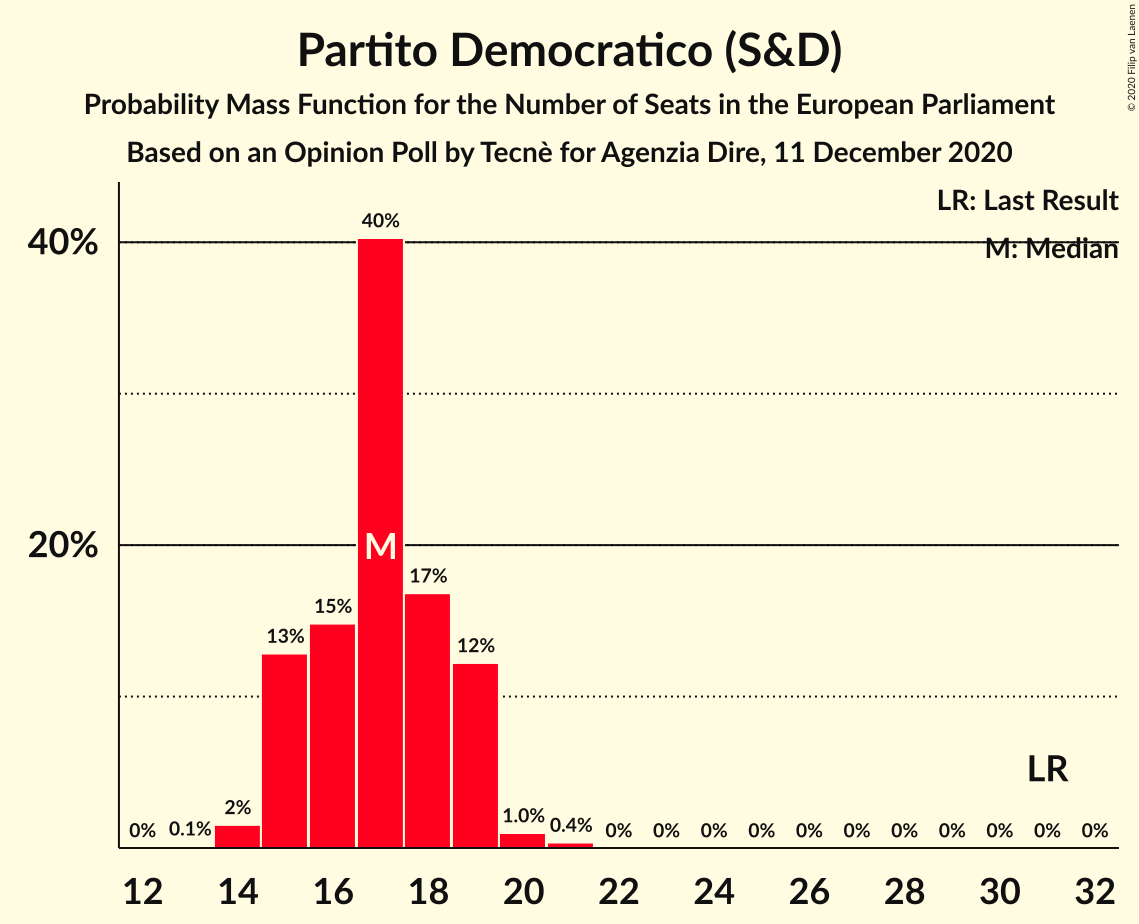 Partito Democratico (S&D)
Probability Mass Function for the Number of Seats in the European Parliament
Based on an Opinion Poll by Tecnè for Agenzia Dire, 11 December 2020
© 2020 Filip van Laenen
LR: Last Result
M: Median
40%
20%
0% 0.1% 2% 13% 15% 40% 17% 12% 1.0% 0.4% 0% 0% 0% 0% 0% 0% 0% 0% 0% 0% 0%
M
LR
12 14 16 18 20 22 24 26 28 30 32